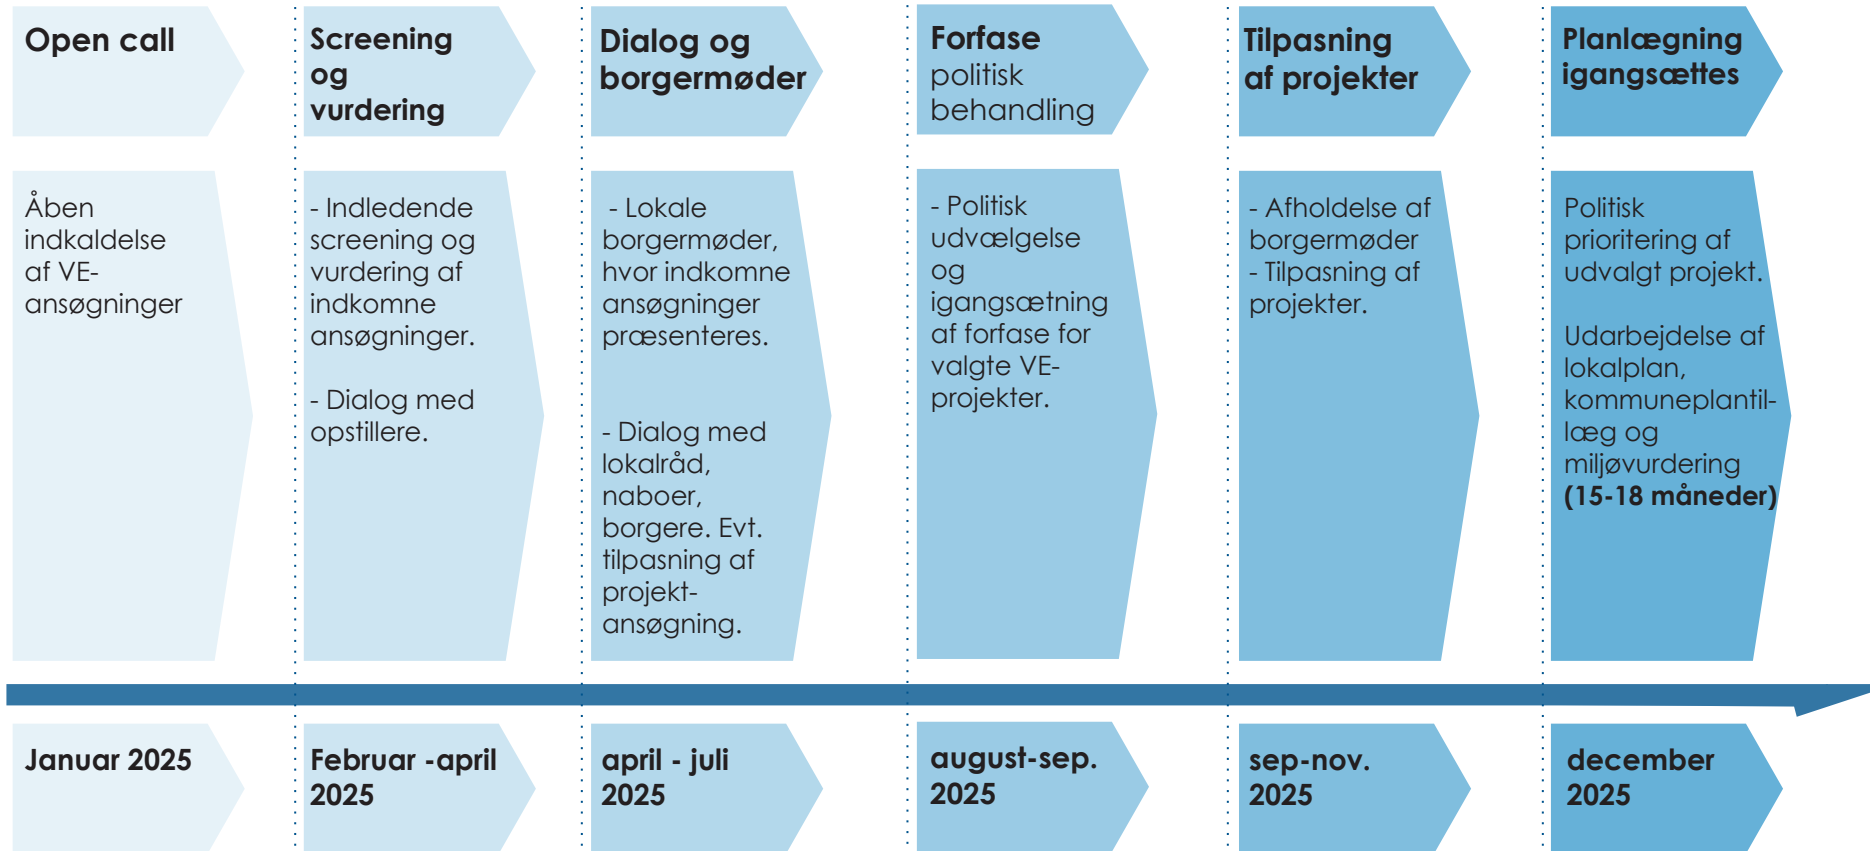 Open call
Screening
og
vurdering
Dialog og
borgermøder
Forfase
politisk
behandling
Tilpasning
af projekter
Planlægning
igangsættes
Åben
indkaldelse
af VE-
ansøgninger
- Indledende
screening og
vurdering af
indkomne
ansøgninger.
- Dialog med
opstillere.
- Lokale
borgermøder,
hvor indkomne
ansøgninger
præsenteres.
- Dialog med
lokalråd,
naboer,
borgere. Evt.
tilpasning af
projekt-
ansøgning.
- Politisk
udvælgelse
og
igangsætning
af forfase for
valgte VE-
projekter.
- Afholdelse af
borgermøder
- Tilpasning af
projekter.
Politisk
prioritering af
udvalgt projekt.
Udarbejdelse af
lokalplan,
kommuneplantil-
læg og
miljøvurdering
(15-18 måneder)
Januar 2025
Februar -april
2025
april - juli
2025
august-sep.
2025
sep-nov.
2025
december
2025